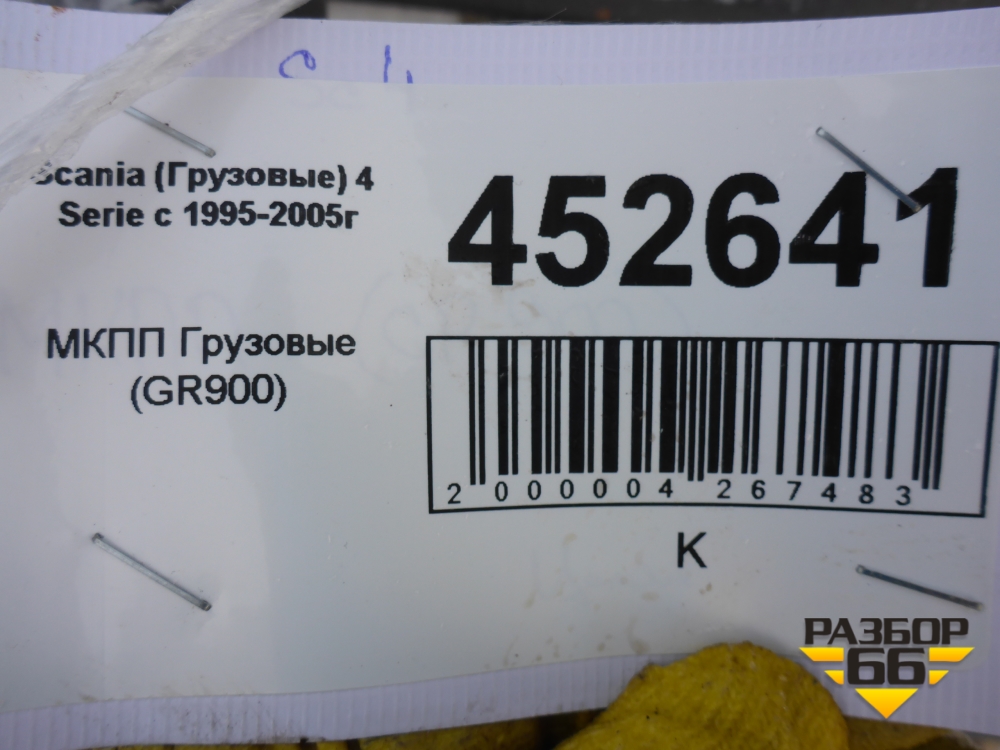 Scania (Грузовые) 4
Serie с 1995-2005г
452641
МКПП Грузовые
(GR900)
2 000004 267483
K
РАЗБОР
66